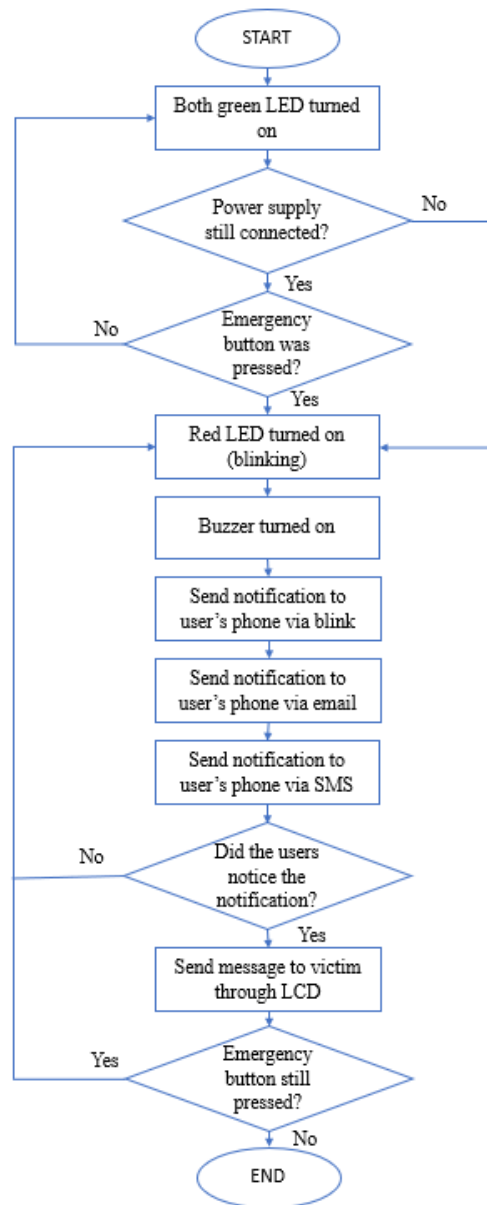 START
Both green LED turned
on
Power supply
still connected?
No
Yes
No
Emergency
button was
pressed?
Yes
Red LED turned on
(blinking)
Buzzer turned on
Send notification to
user's phone via blink
Send notification to
user's phone via email
Send notification to
user's phone via SMS
No
Did the users
notice the
notification?
Yes
Send message to victim
through LCD
Yes
Emergency
button still
pressed?
No
END